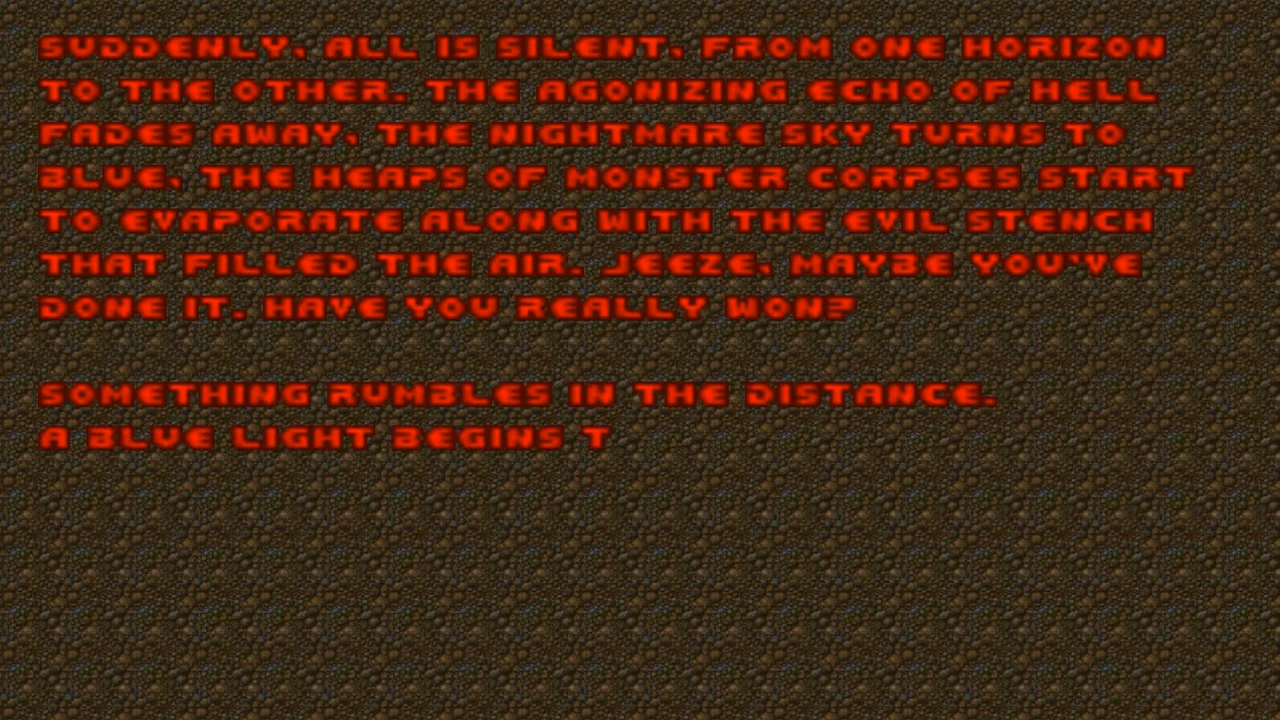 SUDDENLY, ALL IS SILENT, FROM ONE HORIZON
TO THE OTHER. THE AGONIZING ECHO OF HELL
FADES AWAY, THE NIGHTMARE SKY TURNS TO
BLUE, THE HEAPS OF MONSTER CORPSES START
TO EVAPORATE ALONG WITH THE EVIL STENCH
THAT FILLED THE AIR. JEEZE, MAYBE YOU'VE
DONE IT. HAVE YOU REALLY WON?
SOMETHING RUMBLES IN THE DISTANCE.
A BLUE LIGHT BEGINS T